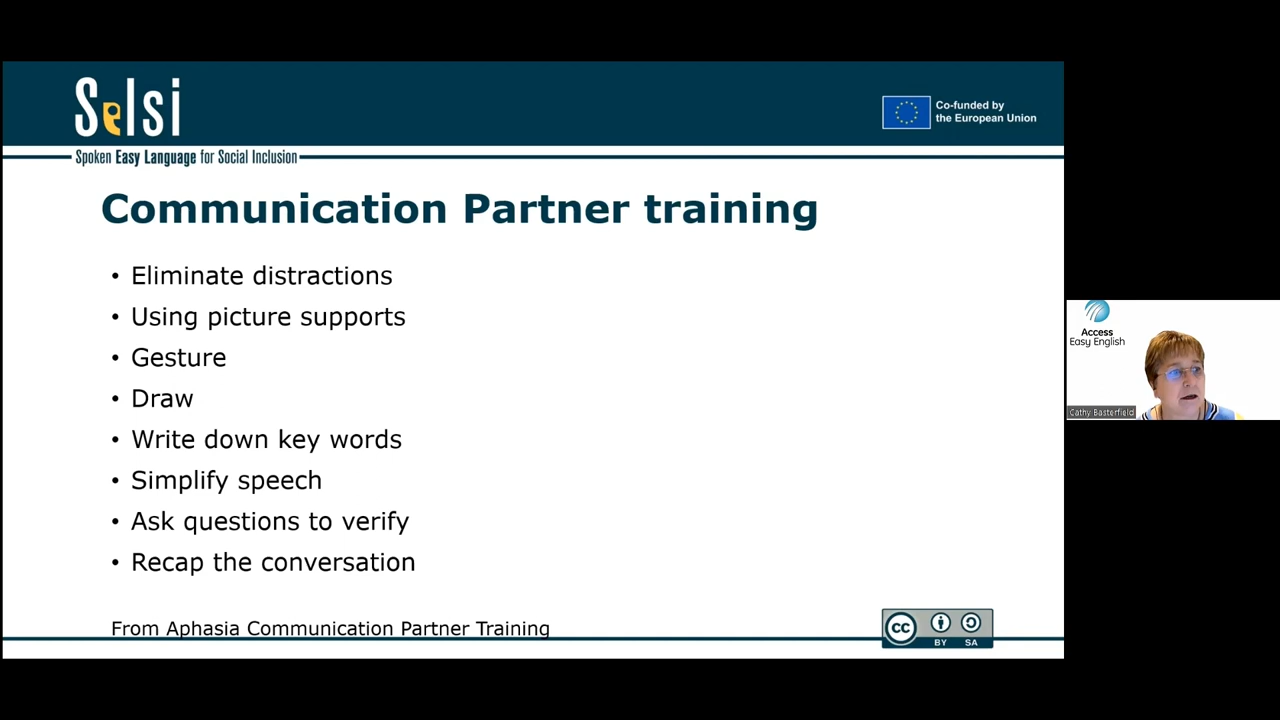 Selsi
Co-funded by
the European Union
Spoken Easy Language for Social Inclusion
Communication Partner training
• Eliminate distractions
• Using picture supports
• Gesture
• Draw
• Write down key words
• Simplify speech
• Ask questions to verify
• Recap the conversation
From Aphasia Communication Partner Training
CC
BY SA
Access
Easy English
Cathy Basterfield